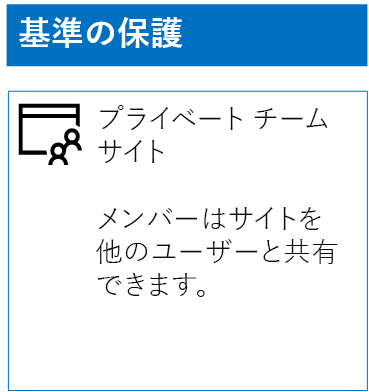 基準の保護
プライベート チーム
サイト
メンバーはサイトを
他のユーザーと共有
できます。